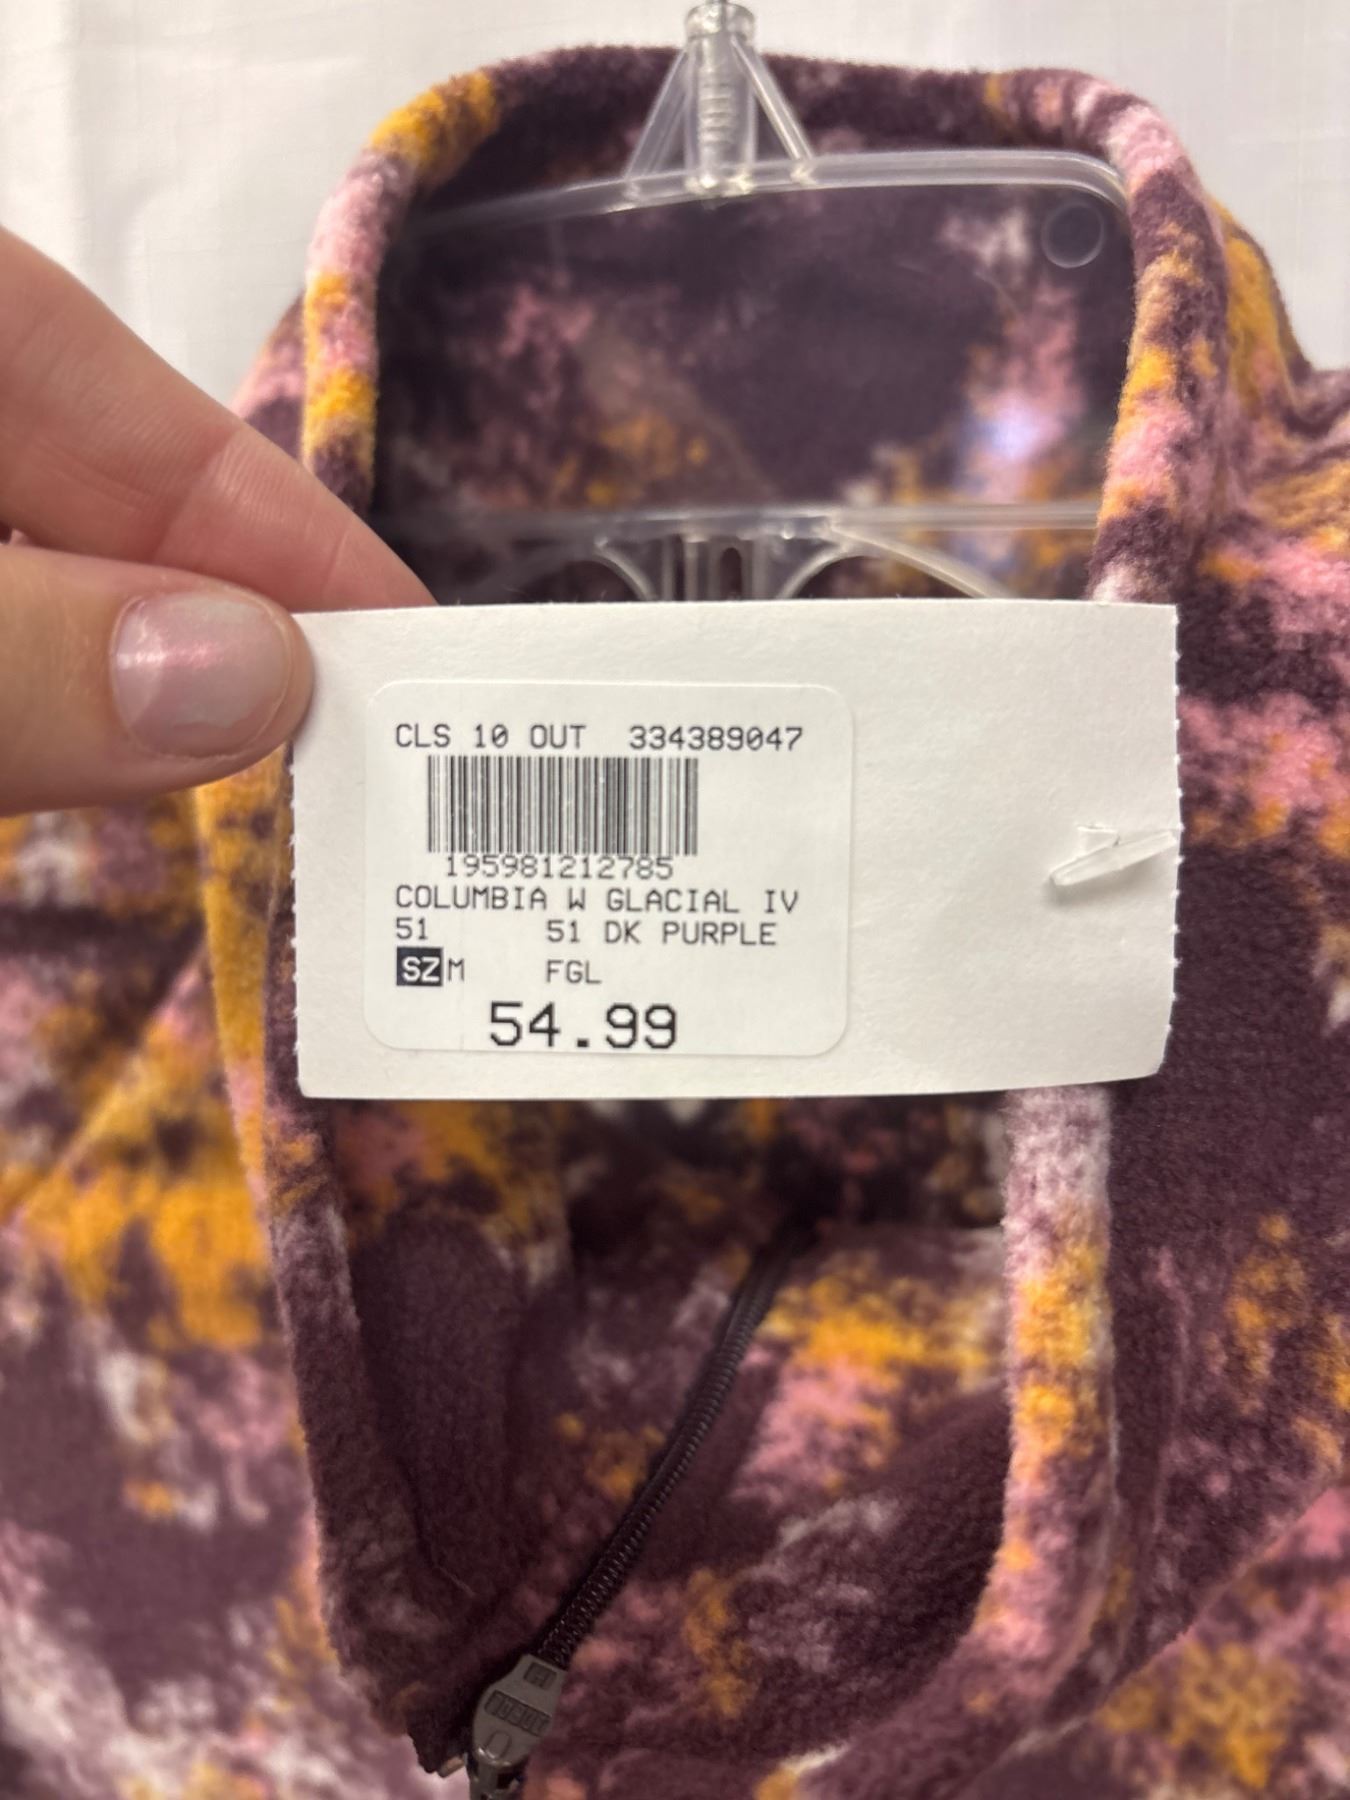 CLS 10 OUT 334389047
195981212785
COLUMBIA W GLACIAL IV
51 51 DK PURPLE
SZ M FGL
54.99